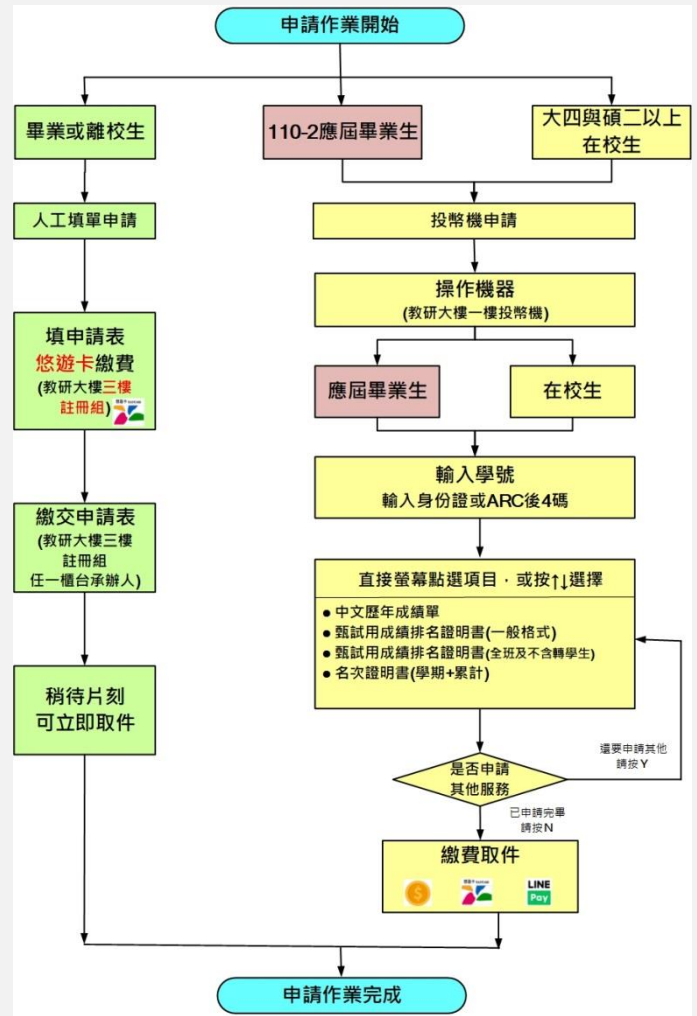 申請作業開始
畢業或離校生
110-2應屆畢業生
大四與碩二以上
在校生
人工填單申請
投幣機申請
操作機器
(教研大樓一樓投幣機)
填申請表
悠遊卡繳費
(教研大樓三樓
註冊組)
應屆畢業生
在校生
輸入學號
輸入身份證或ARC後4碼
繳交申請表
(教研大樓三樓
註冊組
任一櫃台承辦人)
直接螢幕點選項目,或按↑↓選擇
● 中文歷年成績單
● 甄試用成績排名證明書(一般格式)
● 甄試用成績排名證明書(全班及不含轉學生)
● 名次證明書(學期+累計)
稍待片刻
可立即取件
是否申請
其他服務
還要申請其他
請按Y
已申請完畢
請按N
繳費取件
$
LINE
Pay
申請作業完成